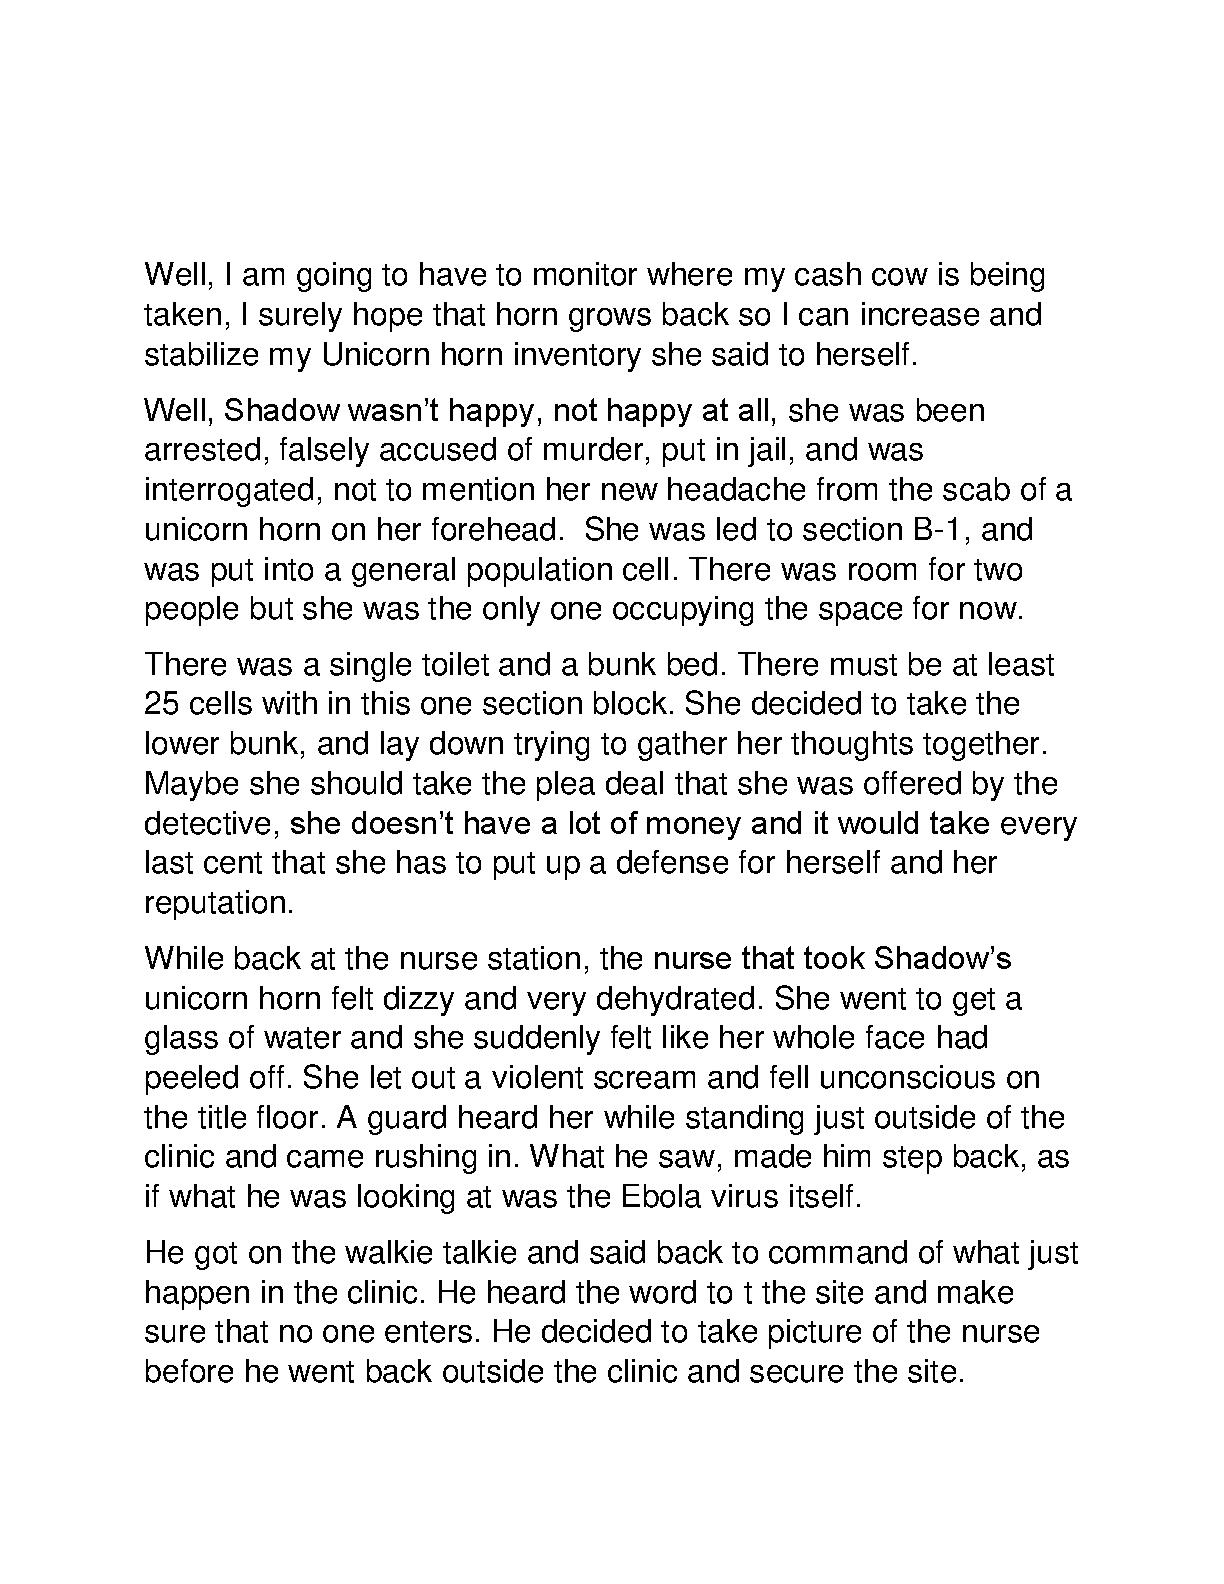 Well, I am going to have to monitor where my cash cow is being
taken, I surely hope that horn grows back so I can increase and
stabilize my Unicorn horn inventory she said to herself.
Well, Shadow wasn’t happy, not happy at all, she was been
arrested, falsely accused of murder, put in jail, and was
interrogated, not to mention her new headache from the scab of a
unicorn horn on her forehead.  She was led to section B-1, and
was put into a general population cell. There was room for two
people but she was the only one occupying the space for now.
There was a single toilet and a bunk bed. There must be at least
25 cells with in this one section block. She decided to take the
lower bunk, and lay down trying to gather her thoughts together.
Maybe she should take the plea deal that she was offered by the
detective, she doesn’t have a lot of money and it would take every
last cent that she has to put up a defense for herself and her
reputation.
While back at the nurse station, the nurse that took Shadow’s
unicorn horn felt dizzy and very dehydrated. She went to get a
glass of water and she suddenly felt like her whole face had
peeled off. She let out a violent scream and fell unconscious on
the title floor. A guard heard her while standing just outside of the
clinic and came rushing in. What he saw, made him step back, as
if what he was looking at was the Ebola virus itself.
He got on the walkie talkie and said back to command of what just
happen in the clinic. He heard the word to t the site and make
sure that no one enters. He decided to take picture of the nurse
before he went back outside the clinic and secure the site.